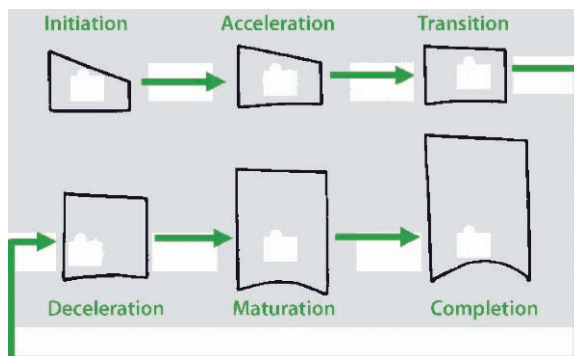 Initiation
Acceleration
Transition
Deceleration
Maturation
Completion